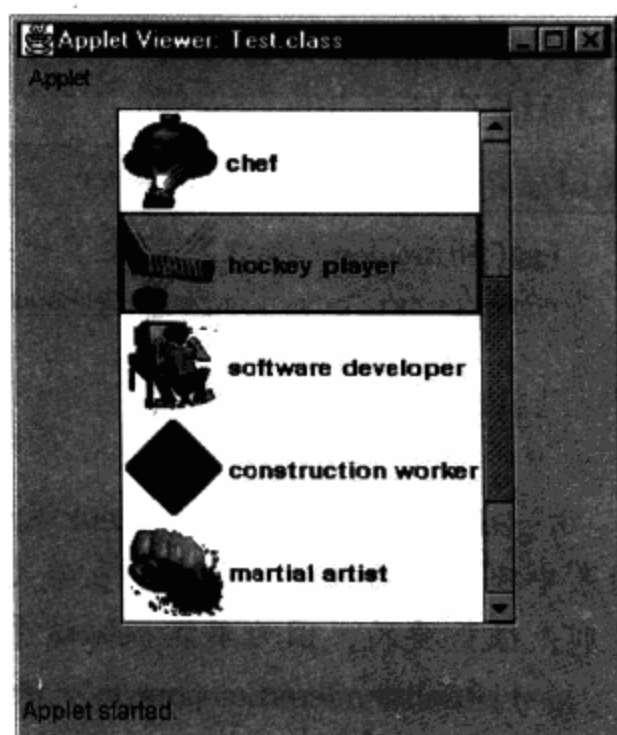 Applet Viewer: Test.class
Applet
chef
hockey player
software developer
construction worker
martial artist
Applet started.